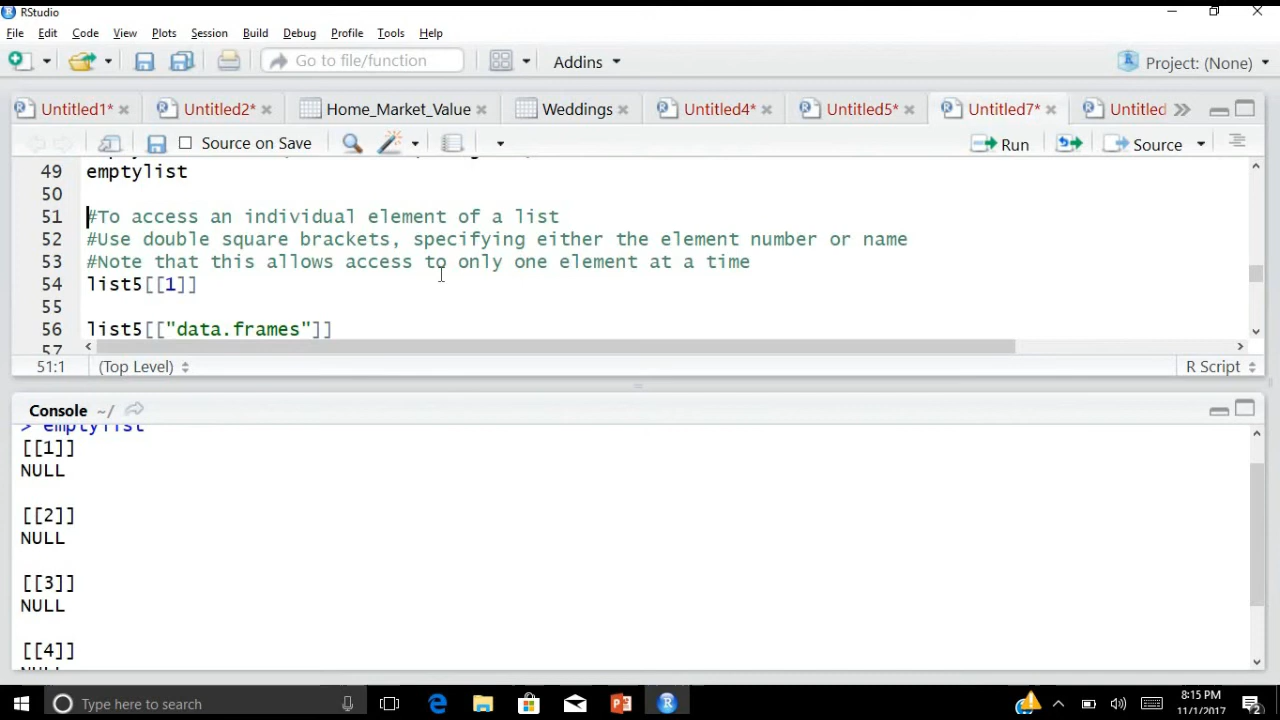 RStudio
File Edit Code View Plots Session Build Debug Profile Tools Help
Go to file/function Addins Project: (None)
Untitled1* Untitled2* Home_Market_Value Weddings Untitled4* Untitled5* Untitled7* Untitled
Source on Save Run Source
49 emptylist
50
51 #To access an individual element of a list
52 #Use double square brackets, specifying either the element number or name
53 #Note that this allows access to only one element at a time
54 list5[[1]]
55
56 list5[["data.frames"]]
57
51:1 (Top Level) R Script
Console ~/
> emptylist
[[1]]
NULL
[[2]]
NULL
[[3]]
NULL
[[4]]
NULL
Type here to search
8:15 PM
11/1/2017
2